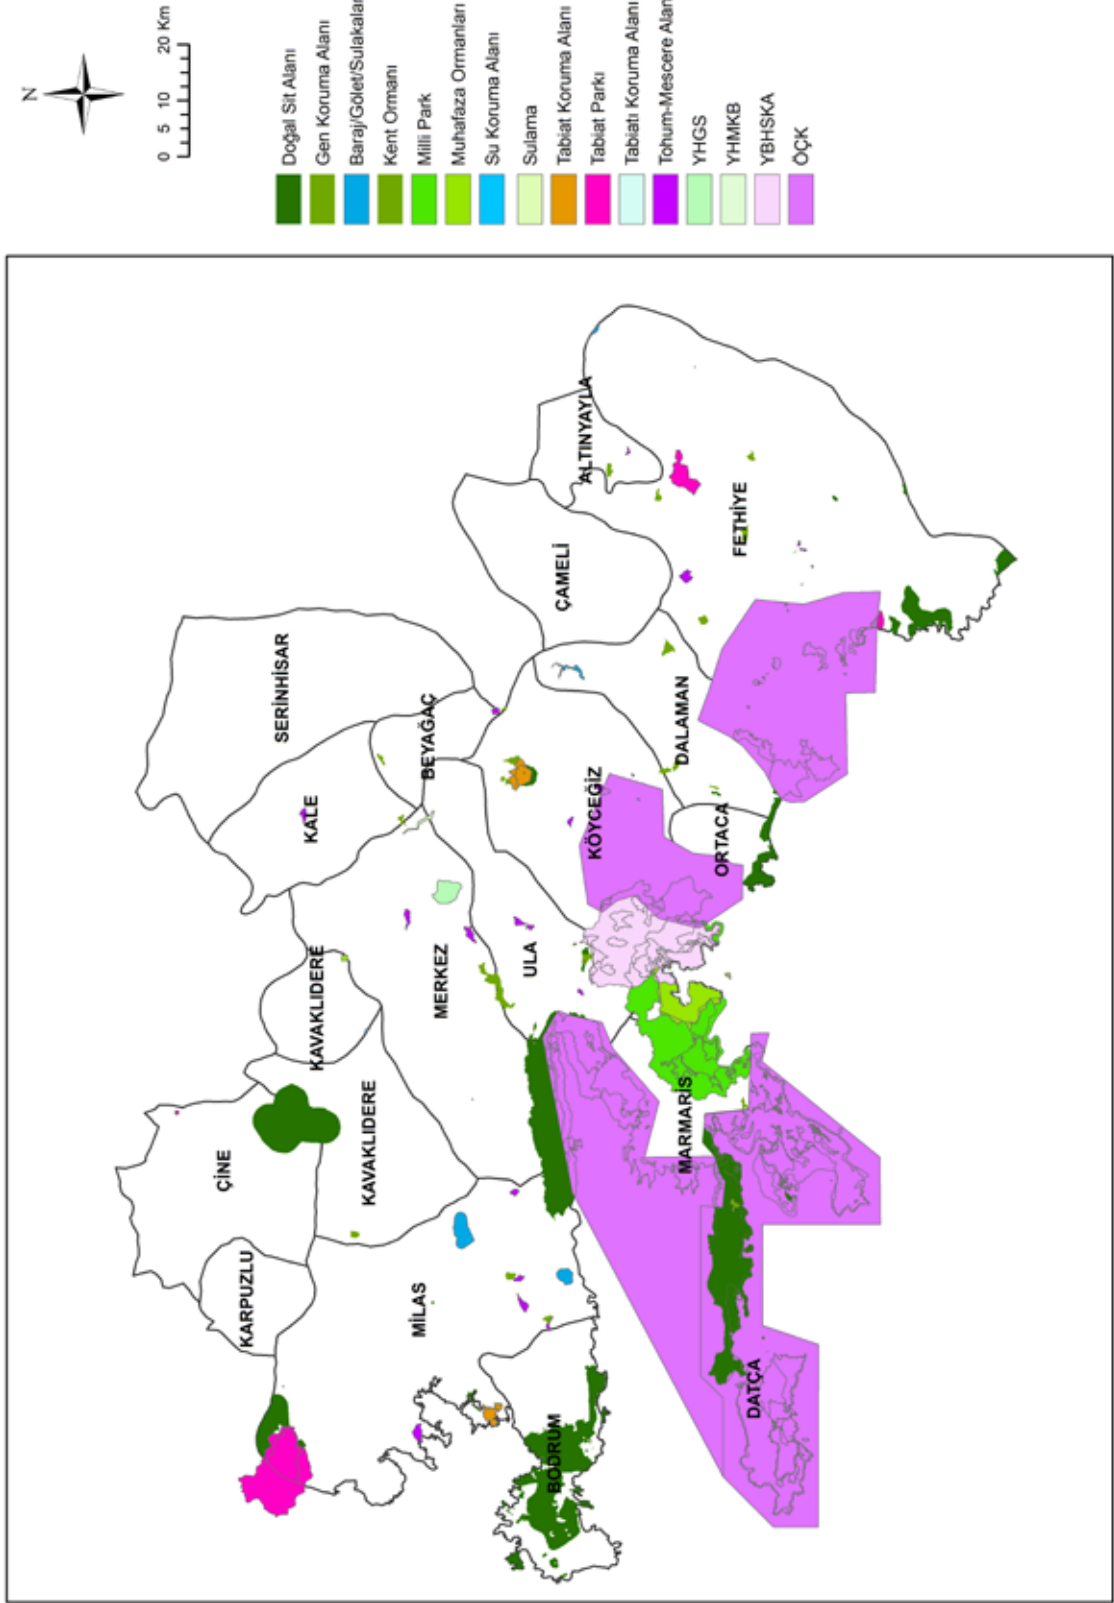 N
0 5 10 20 Km
Doğal Sit Alanı
Gen Koruma Alanı
Baraj/Gölet/Sulakalan
Kent Ormanı
Milli Park
Muhafaza Ormanları
Su Koruma Alanı
Sulama
Tabiat Koruma Alanı
Tabiat Parkı
Tabiatı Koruma Alanı
Tohum-Mescere Alan
YHGS
YHMKB
YBHSKA
ÖÇK
SERİNHİSAR
KALE
BEYAĞAÇ
ÇAMELİ
ALTINYAYLA
FETHİYE
DALAMAN
KÖYCEĞİZ
ORTACA
KAVAKLIDERE
MERKEZ
ULA
ÇİNE
KAVAKLIDERE
MARMARİS
KARPUZLU
MİLAS
BODRUM
DATÇA